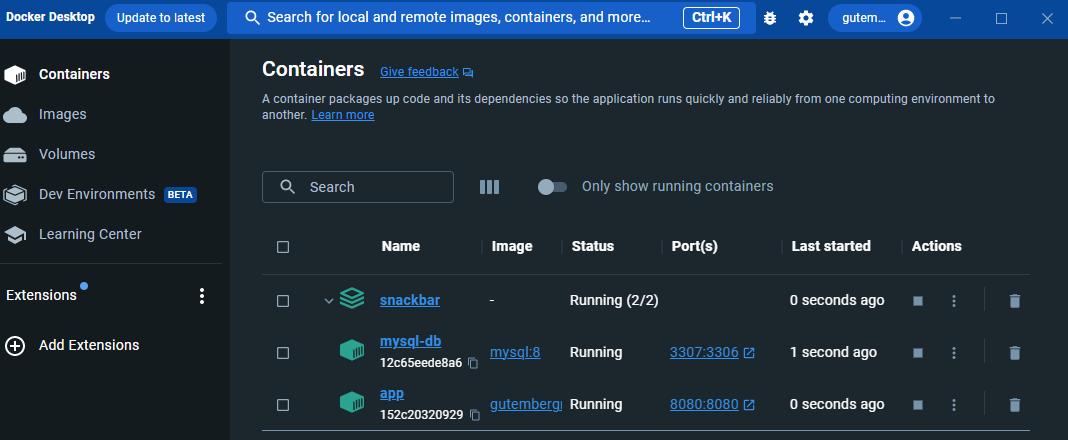 Docker Desktop Update to latest Search for local and remote images, containers, and more... Ctrl+K gutem...
Containers
Images
Volumes
Dev Environments BETA
Learning Center
Extensions
Add Extensions
Containers Give feedback
A container packages up code and its dependencies so the application runs quickly and reliably from one computing environment to
another. Learn more
Search Only show running containers
Name Image Status Port(s) Last started Actions
snackbar - Running (2/2) 0 seconds ago
mysql-db
12c65eede8a6 mysql:8 Running 3307:3306 1 second ago
app
152c20320929 gutembergr Running 8080:8080 0 seconds ago